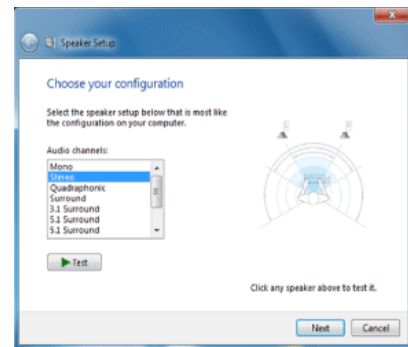 Speaker Setup
Choose your configuration
Select the speaker setup below that is most like
the configuration on your computer.
Audio channels:
Mono
Stereo
Quadraphonic
Surround
3.1 Surround
5.1 Surround
5.1 Surround
Test
Click any speaker above to test it.
Next
Cancel